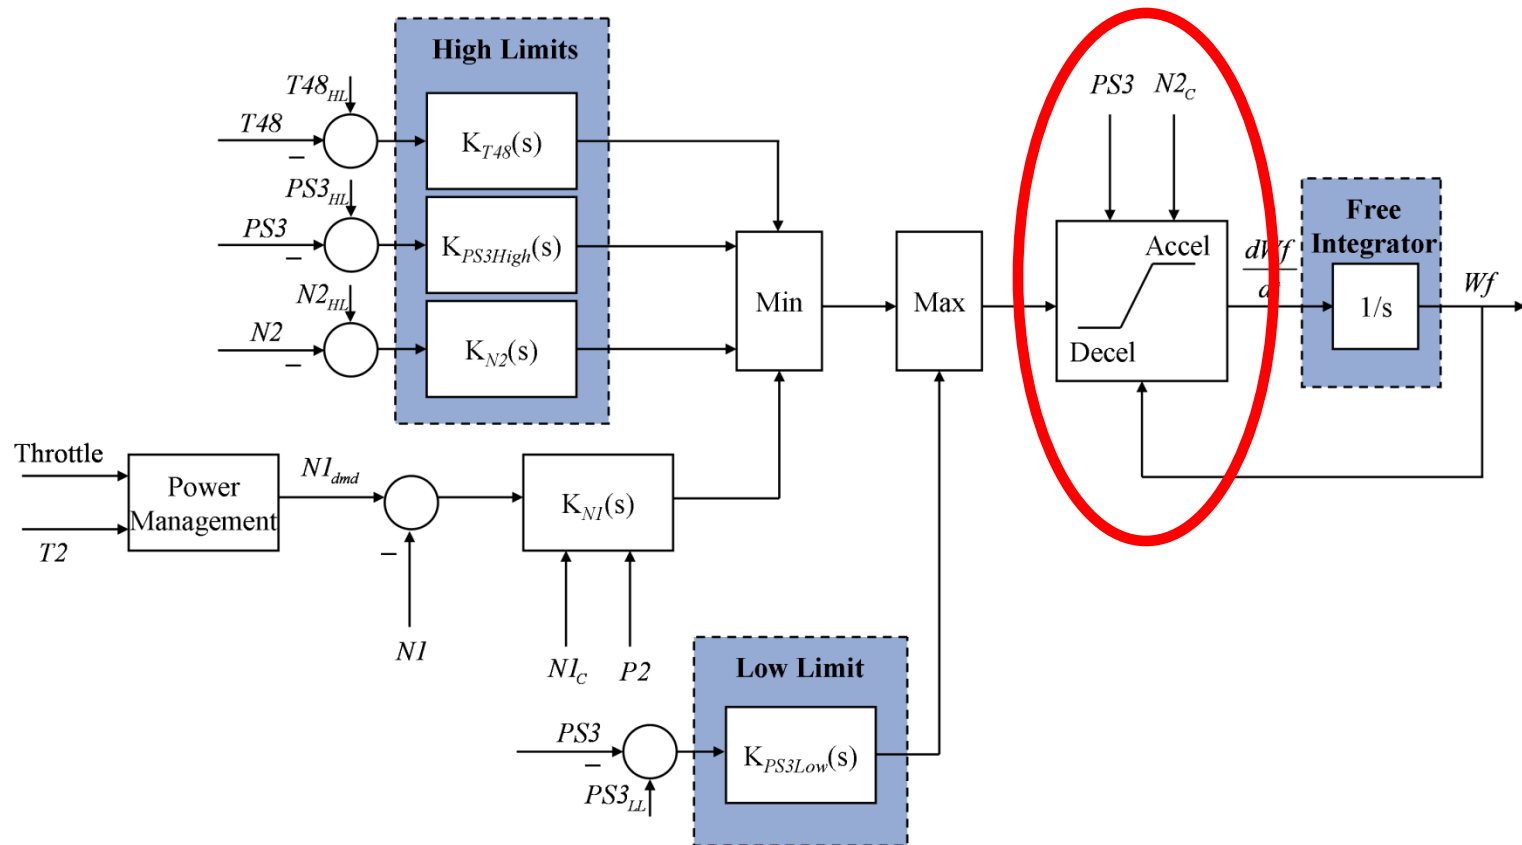 High Limits
T48HL
T48
−
KT48(s)
PS3HL
PS3
−
KPS3High(s)
N2HL
N2
−
KN2(s)
Min
Max
PS3
N2C
Accel
Decel
dWf
d
Free
Integrator
1/s
Wf
Throttle
T2
Power
Management
N1dmd
−
N1
KN1(s)
N1C
P2
Low Limit
PS3
−
PS3LL
KPS3Low(s)